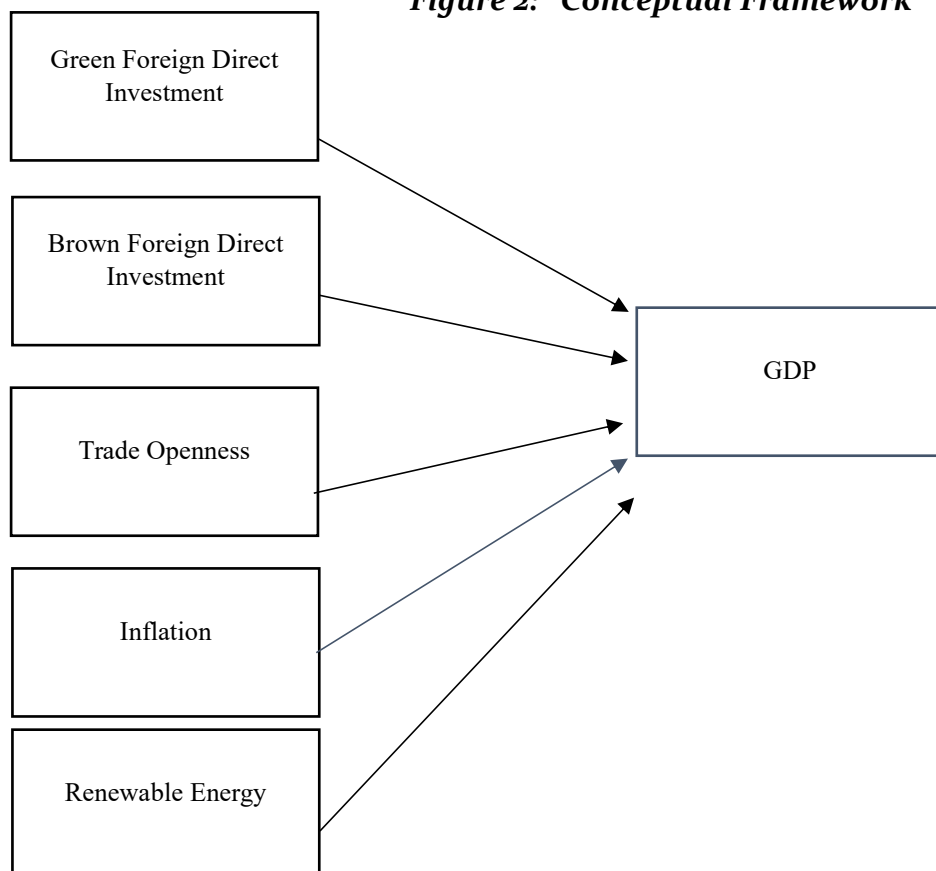 Figure 2: Conceptual Framework
Green Foreign Direct
Investment
Brown Foreign Direct
Investment
GDP
Trade Openness
Inflation
Renewable Energy